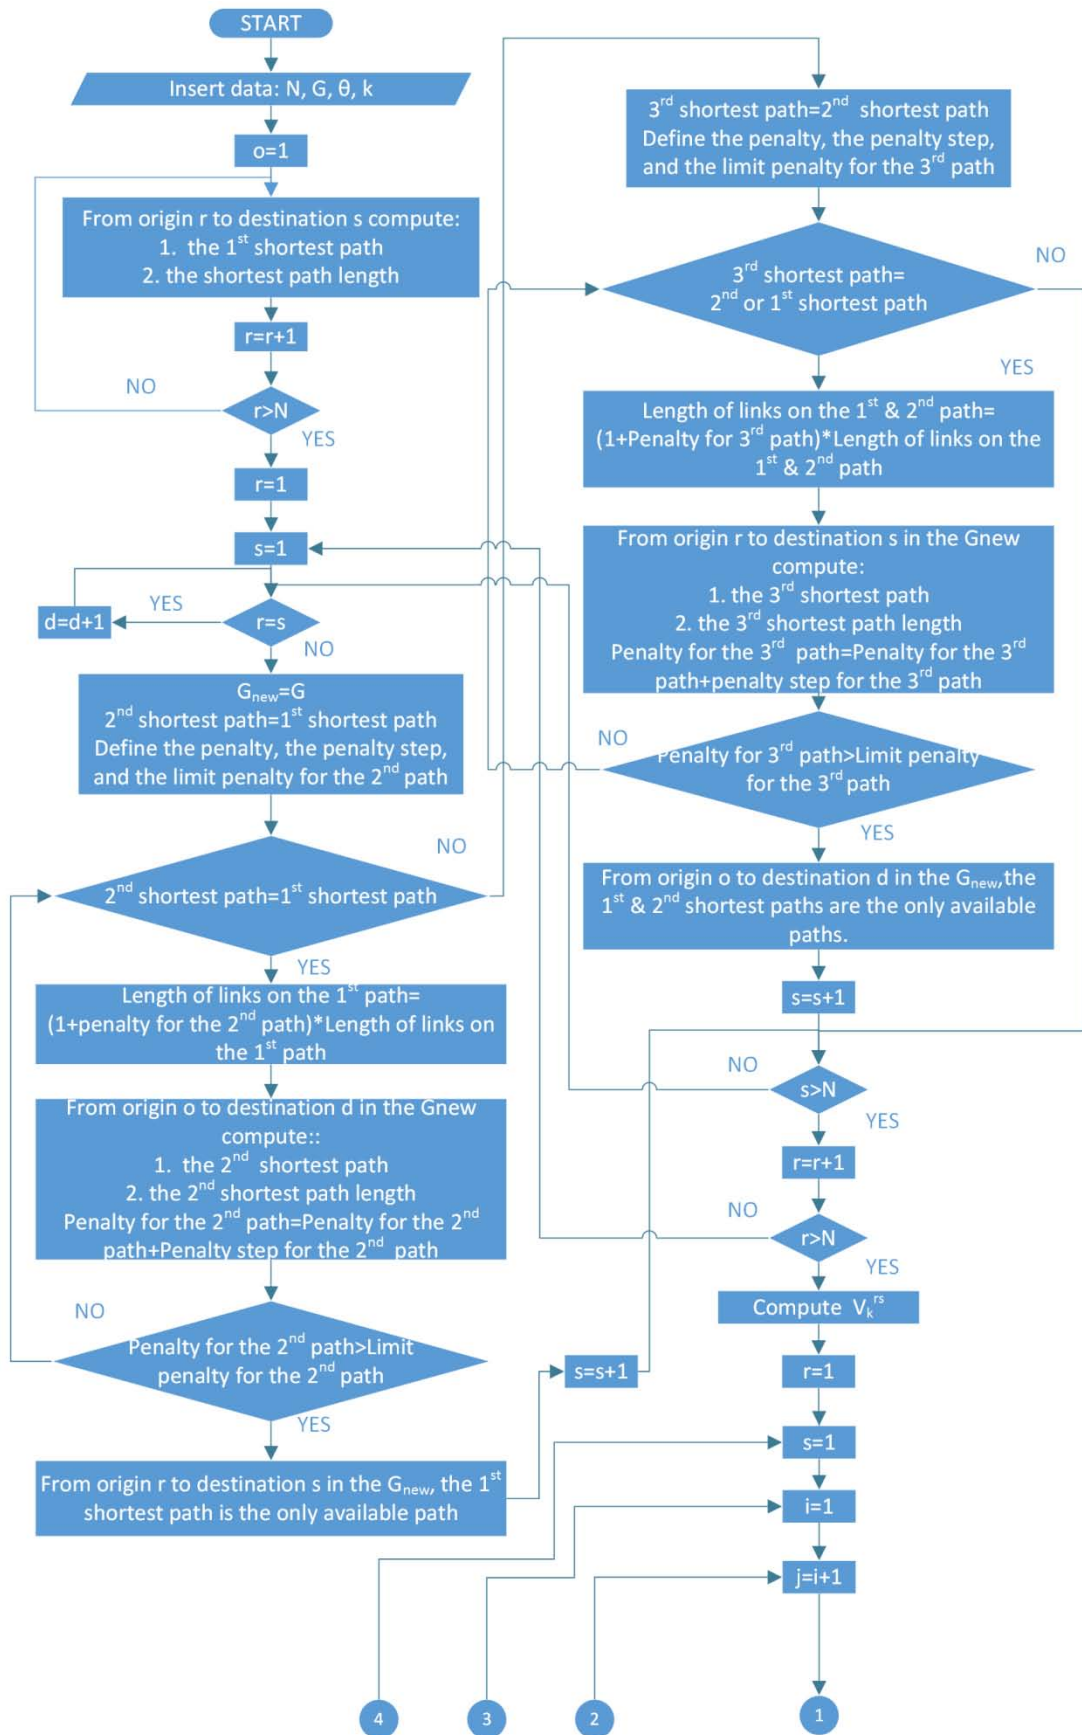 START
Insert data: N, G, θ, k
o=1
From origin r to destination s compute:
1. the 1st shortest path
2. the shortest path length
r=r+1
NO
r>N
YES
r=1
s=1
YES
d=d+1
r=s
NO
Gnew=G
2nd shortest path=1st shortest path
Define the penalty, the penalty step,
and the limit penalty for the 2nd path
NO
2nd shortest path=1st shortest path
YES
Length of links on the 1st path=
(1+penalty for the 2nd path)*Length of links on
the 1st path
From origin o to destination d in the Gnew
compute::
1. the 2nd shortest path
2. the 2nd shortest path length
Penalty for the 2nd path=Penalty for the 2nd
path+Penalty step for the 2nd path
NO
Penalty for the 2nd path>Limit
penalty for the 2nd path
YES
From origin r to destination s in the Gnew, the 1st
shortest path is the only available path
s=s+1
3rd shortest path=2nd shortest path
Define the penalty, the penalty step,
and the limit penalty for the 3rd path
NO
3rd shortest path=
2nd or 1st shortest path
YES
Length of links on the 1st & 2nd path=
(1+Penalty for 3rd path)*Length of links on the
1st & 2nd path
From origin r to destination s in the Gnew
compute:
1. the 3rd shortest path
2. the 3rd shortest path length
Penalty for the 3rd path=Penalty for the 3rd
path+penalty step for the 3rd path
NO
Penalty for 3rd path>Limit penalty
for the 3rd path
YES
From origin o to destination d in the Gnew,the
1st & 2nd shortest paths are the only available
paths.
s=s+1
NO
s>N
YES
r=r+1
NO
r>N
YES
Compute Vkrs
r=1
s=1
i=1
j=i+1
4
3
2
1